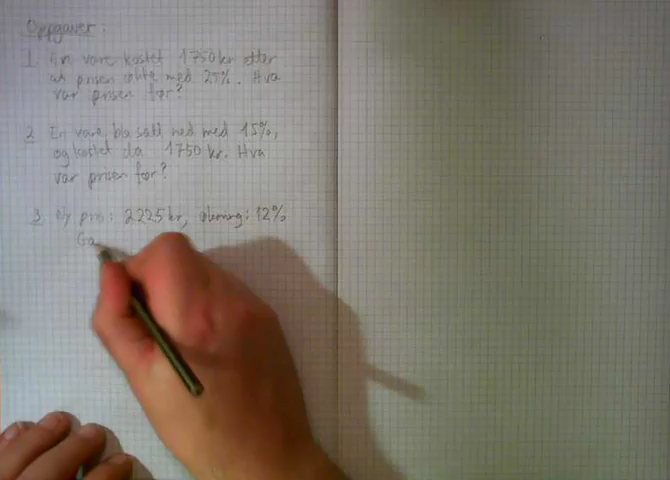 Oppgaver:
1. En vare kostet 1750 kr etter
at prisen økte med 25%. Hva
var prisen før?
2. En vare ble satt ned med 15%,
og kostet da 1750 kr. Hva
var prisen før?
3. Ny pris: 2225 kr, økning: 12%
Ga